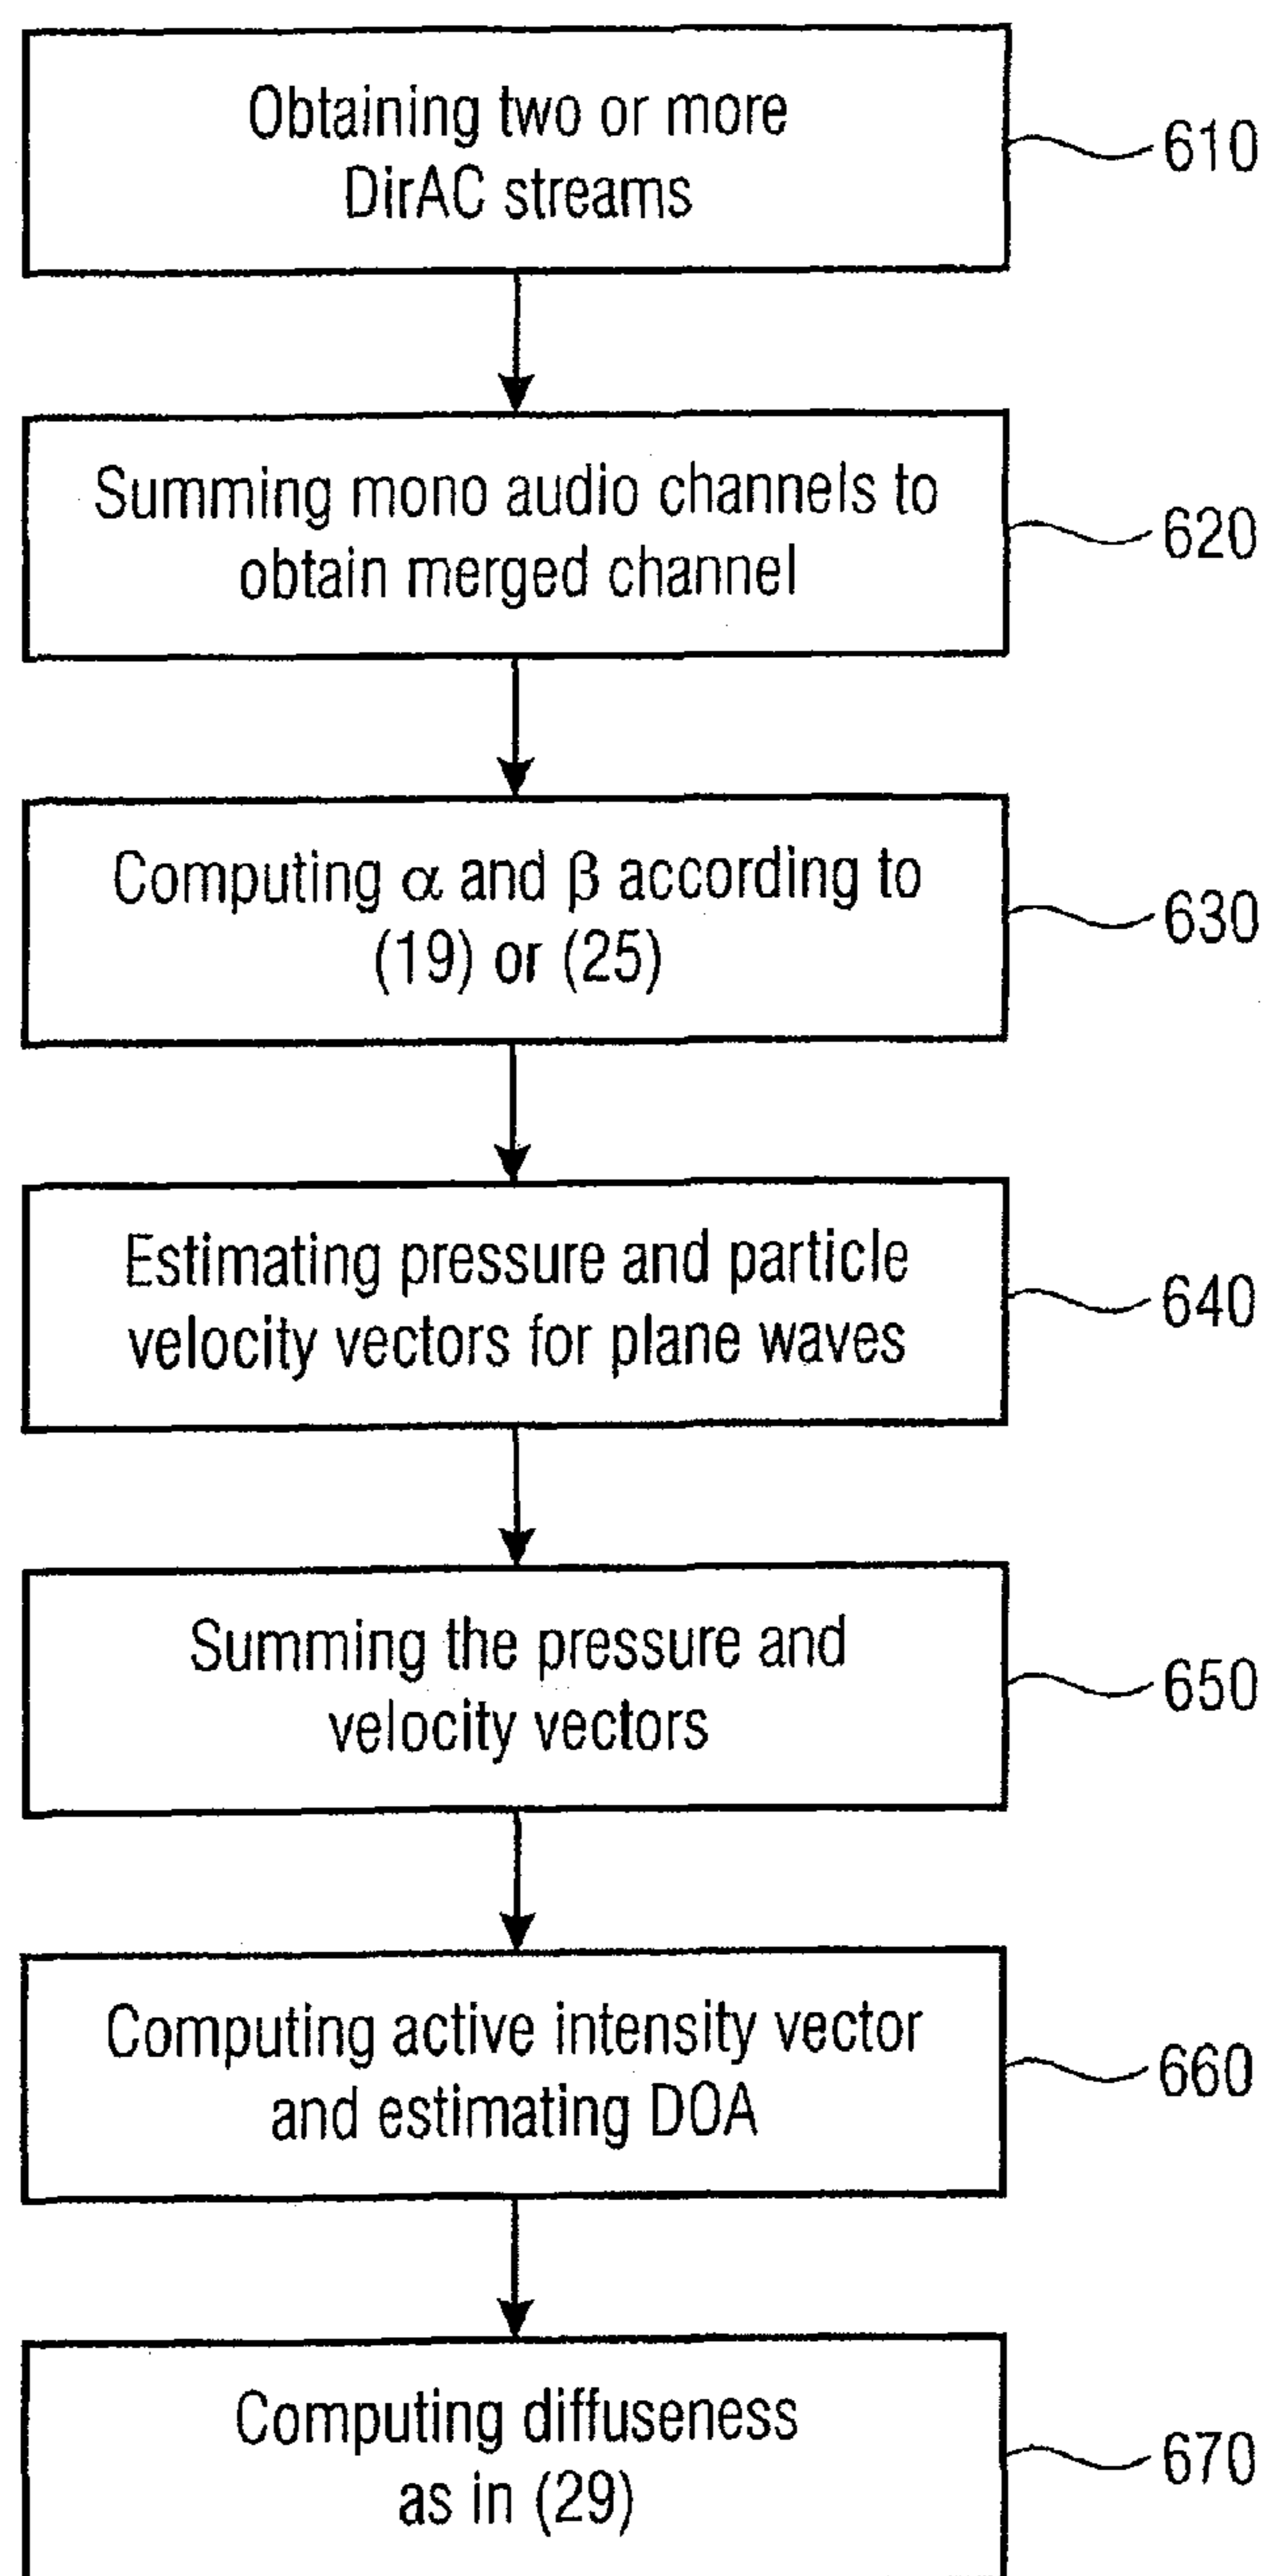 Obtaining two or more
DirAC streams
610
Summing mono audio channels to
obtain merged channel
620
Computing α and β according to
(19) or (25)
630
Estimating pressure and particle
velocity vectors for plane waves
640
Summing the pressure and
velocity vectors
650
Computing active intensity vector
and estimating DOA
660
Computing diffuseness
as in (29)
670